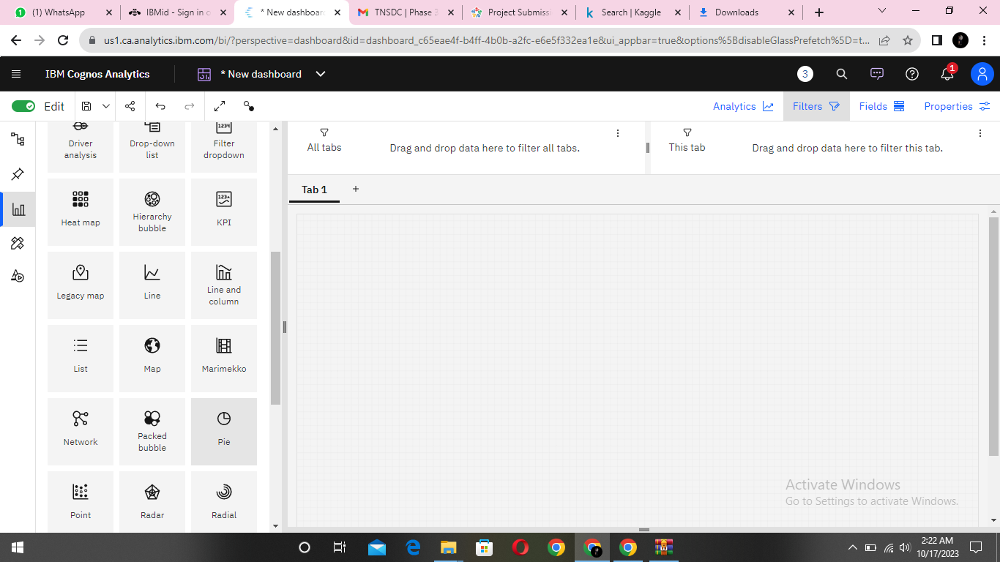 (1) WhatsApp
IBMid - Sign in o
* New dashboar
TNSDC | Phase 3
Project Submiss
Search | Kaggle
Downloads
us1.ca.analytics.ibm.com/bi/?perspective=dashboard&id=dashboard_c65eae4f-b4ff-4b0b-a2fc-e6e5f332ea1e&ui_appbar=true&options%5BdisableGlassPrefetch%5D=t...
IBM Cognos Analytics
* New dashboard
3
1
Edit
Analytics
Filters
Fields
Properties
Driver
analysis
Drop-down
list
Filter
dropdown
All tabs
Drag and drop data here to filter all tabs.
This tab
Drag and drop data here to filter this tab.
Tab 1
Heat map
Hierarchy
bubble
KPI
Legacy map
Line
Line and
column
List
Map
Marimekko
Network
Packed
bubble
Pie
Point
Radar
Radial
Activate Windows
Go to Settings to activate Windows.
2:22 AM
10/17/2023